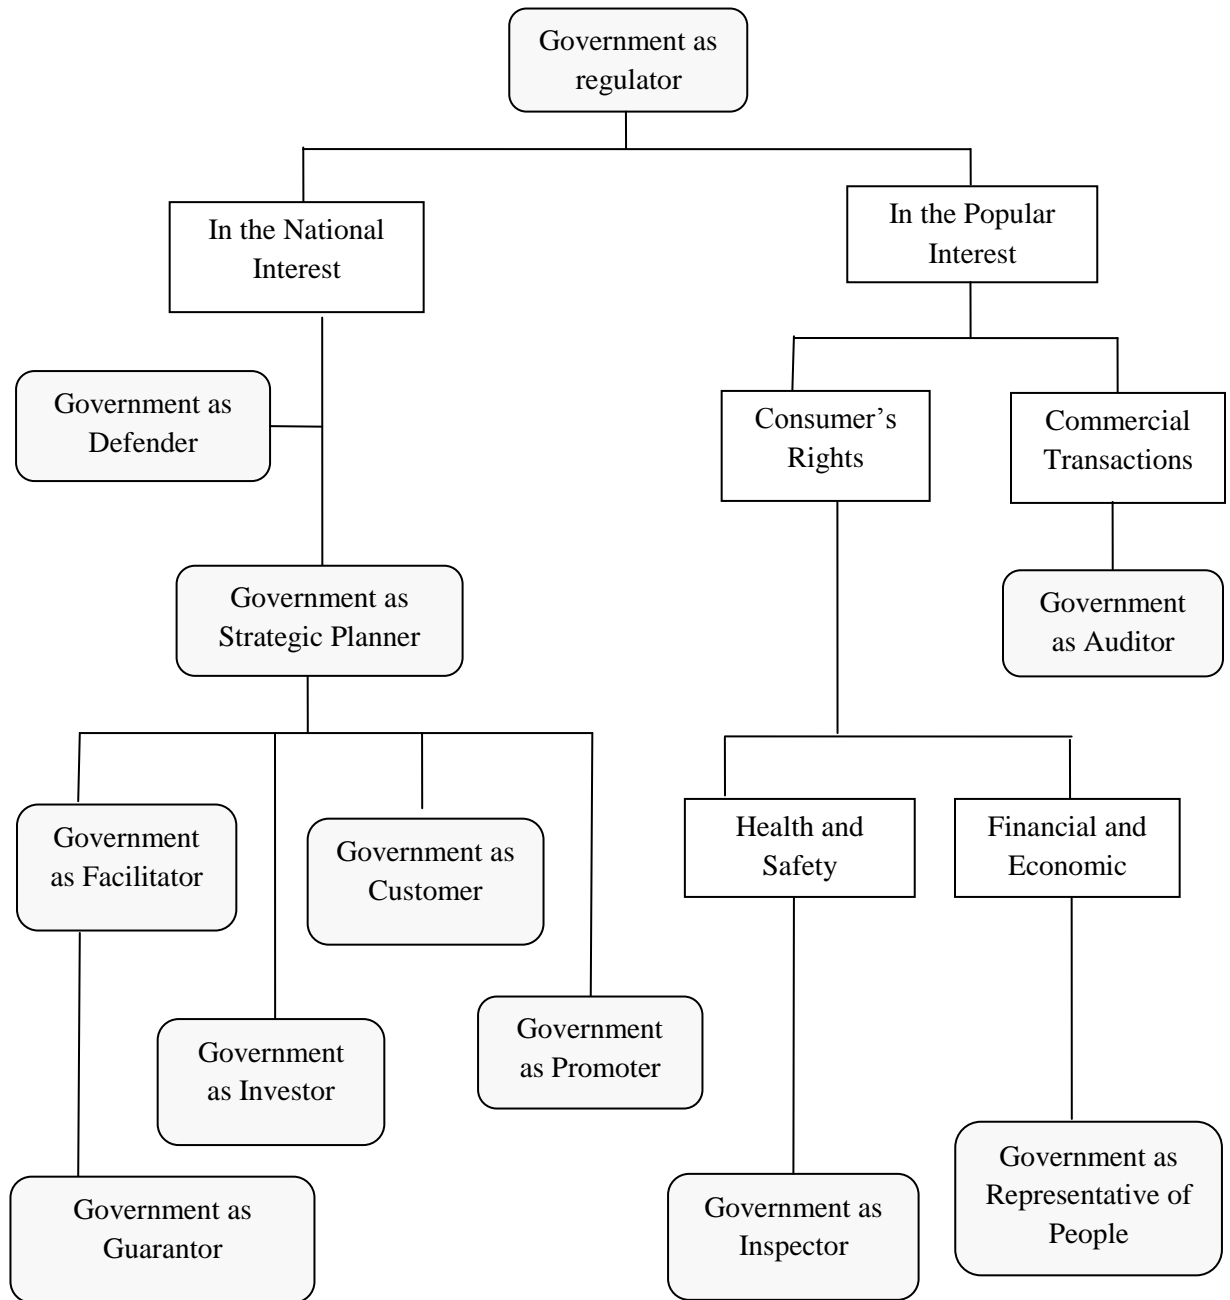 Government as
regulator
In the National
Interest
In the Popular
Interest
Government as
Defender
Consumer’s
Rights
Commercial
Transactions
Government as
Strategic Planner
Government
as Auditor
Government
as Facilitator
Government as
Customer
Health and
Safety
Financial and
Economic
Government
as Investor
Government
as Promoter
Government as
Guarantor
Government as
Inspector
Government as
Representative of
People